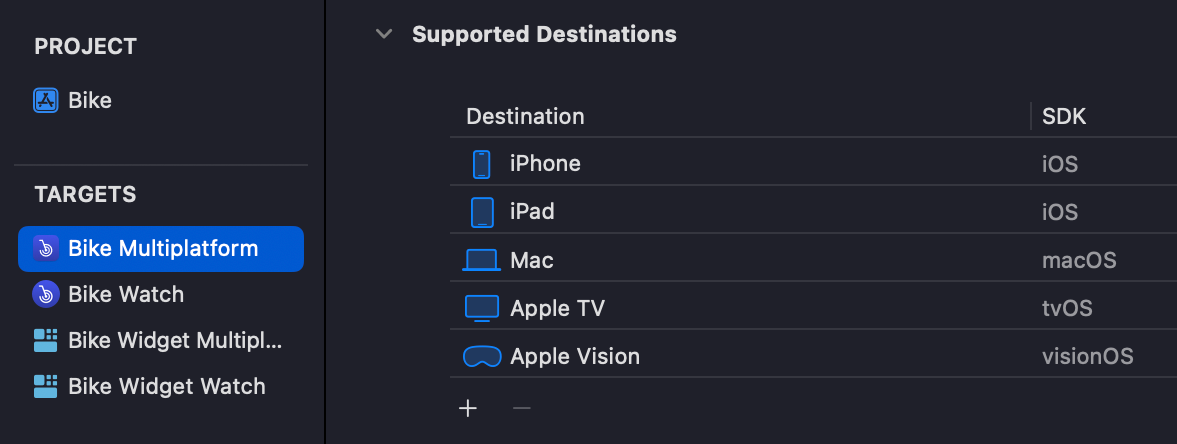 PROJECT
Bike
TARGETS
Bike Multiplatform
Bike Watch
Bike Widget Multipl...
Bike Widget Watch
Supported Destinations
Destination SDK
iPhone iOS
iPad iOS
Mac macOS
Apple TV tvOS
Apple Vision visionOS